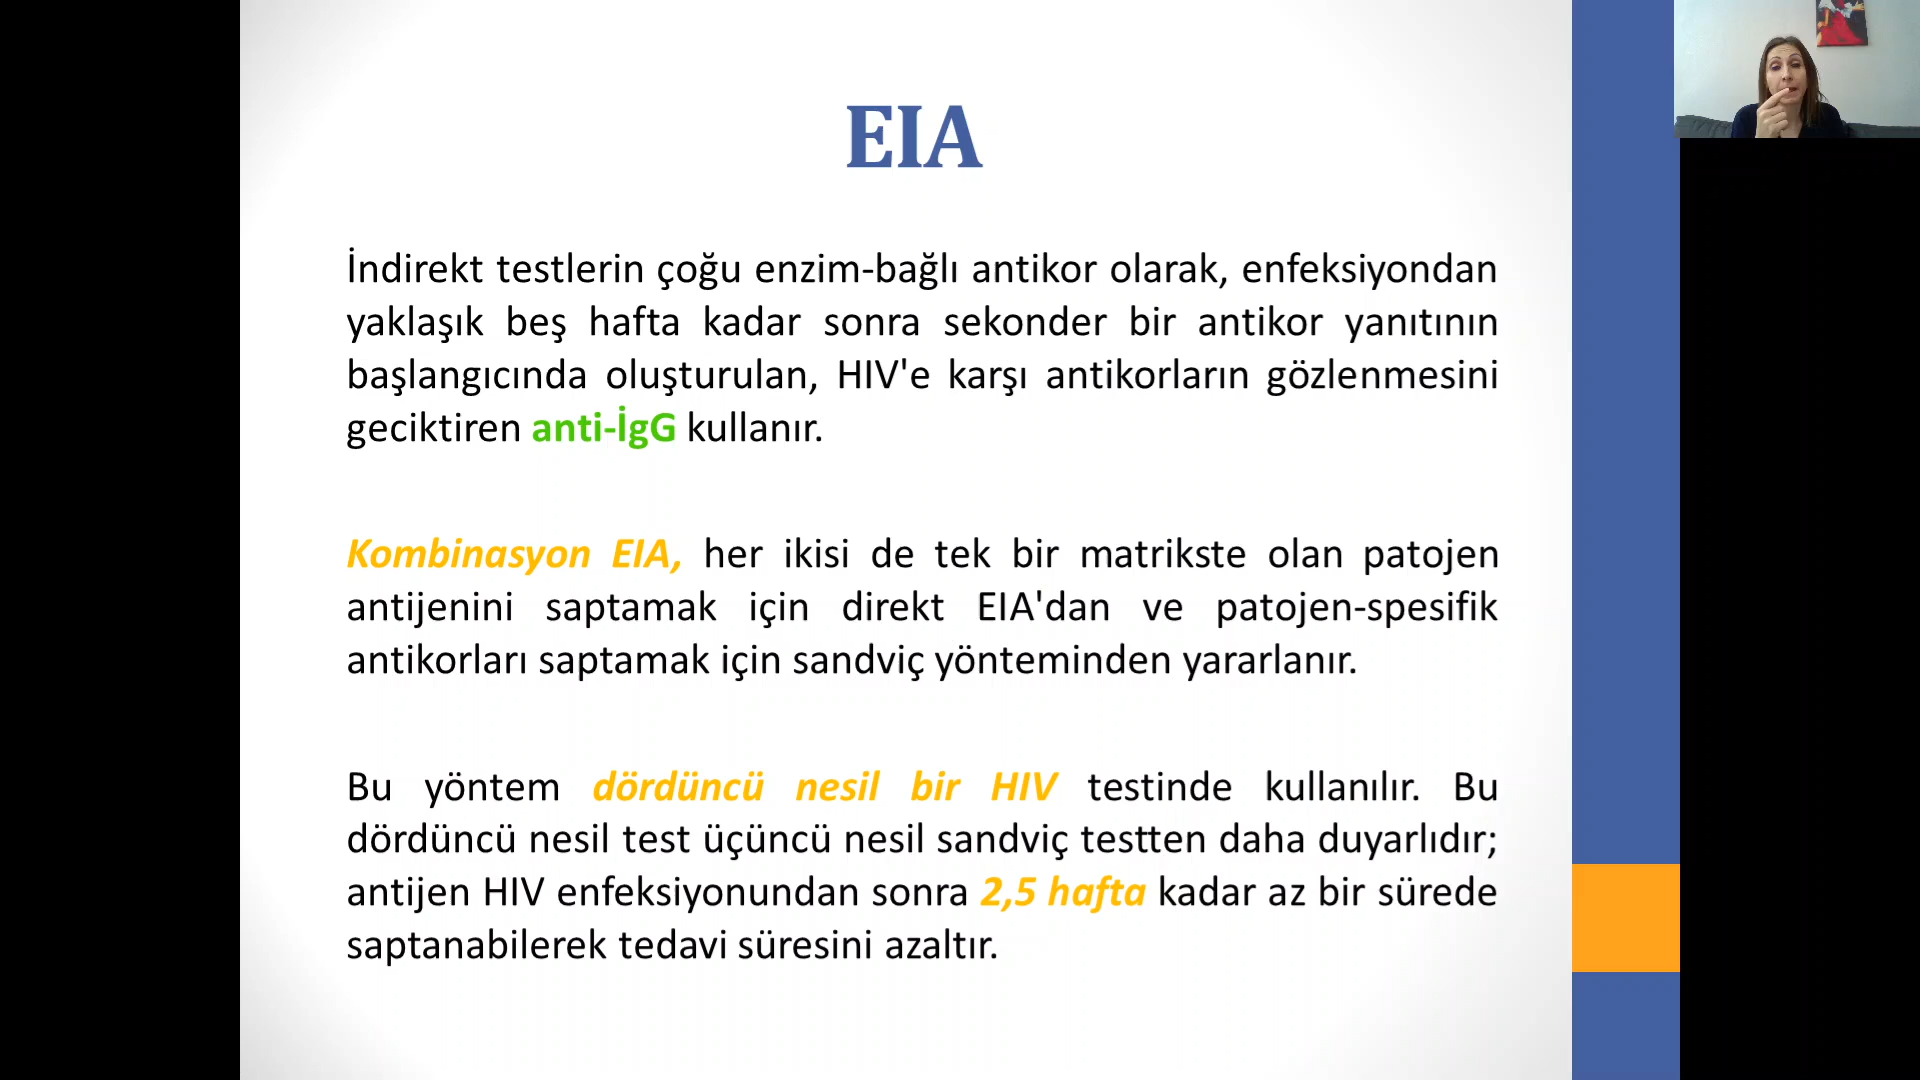 EIA
İndirekt testlerin çoğu enzim-bağlı antikor olarak, enfeksiyondan
yaklaşık beş hafta kadar sonra sekonder bir antikor yanıtının
başlangıcında oluşturulan, HIV'e karşı antikorların gözlenmesini
geciktiren anti-İgG kullanır.
Kombinasyon EIA, her ikisi de tek bir matrikste olan patojen
antijenini saptamak için direkt EIA'dan ve patojen-spesifik
antikorları saptamak için sandviç yönteminden yararlanır.
Bu yöntem dördüncü nesil bir HIV testinde kullanılır. Bu
dördüncü nesil test üçüncü nesil sandviç testten daha duyarlıdır;
antijen HIV enfeksiyonundan sonra 2,5 hafta kadar az bir sürede
saptanabilerek tedavi süresini azaltır.